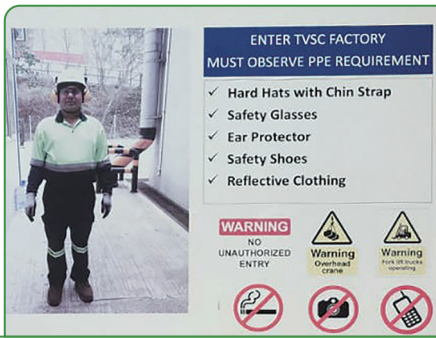 ENTER TVSC FACTORY
MUST OBSERVE PPE REQUIREMENT
✓ Hard Hats with Chin Strap
✓ Safety Glasses
✓ Ear Protector
✓ Safety Shoes
✓ Reflective Clothing
WARNING
NO
UNAUTHORIZED
ENTRY
Warning
Overhead
crane
Warning
Fork lift trucks
operating